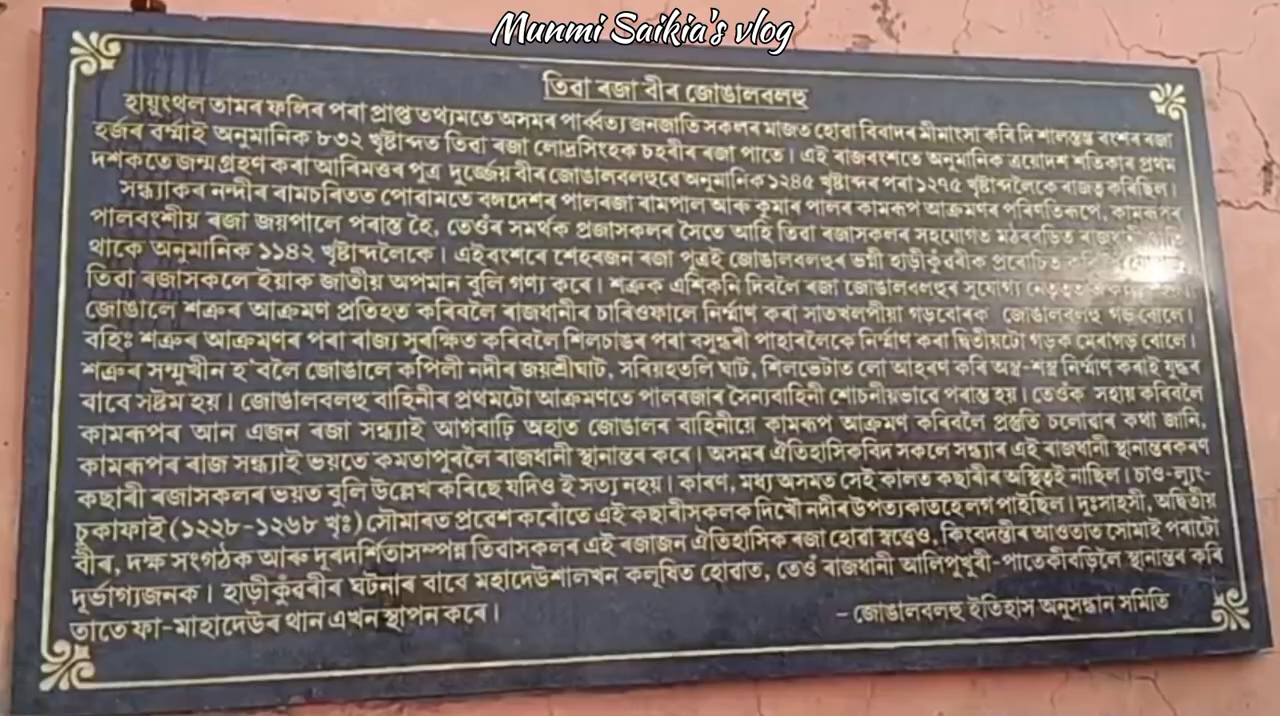 Munmi Saikia's vlog
তিৱা ৰজা বীৰ জোঙালবলহু
হায়ুংথল তামৰ ফলিৰ পৰা প্ৰাপ্ত তথ্যমতে অসমৰ পাৰ্ব্বত্য জনজাতি সকলৰ মাজত হোৱা বিবাদৰ মীমাংসা কৰি দি শালস্তম্ভ বংশৰ ৰজা
হৰ্জৰ বৰ্ম্মাই অনুমানিক ৮৩২ খৃষ্টাব্দত তিৱা ৰজা লোদ্ৰসিংহক চহৰীৰ ৰজা পাতে। এই ৰাজবংশতে অনুমানিক ত্ৰয়োদশ শতিকাৰ প্ৰথম
দশকতে জন্মগ্ৰহণ কৰা আৰিমত্তৰ পুত্ৰ দুৰ্জ্জেয় বীৰ জোঙালবলহুৱে অনুমানিক ১২৪৫ খৃষ্টাব্দৰ পৰা ১২৭৫ খৃষ্টাব্দলৈকে ৰাজত্ব কৰিছিল।
সন্ধ্যাকৰ নন্দীৰ ৰামচৰিতত পোৱামতে বঙ্গদেশৰ পালৰজা ৰামপাল আৰু কুমাৰ পালৰ কামৰূপ আক্ৰমণৰ পৰিণতিৰূপে, কামৰূপৰ
পালবংশীয় ৰজা জয়পালে পৰাস্ত হৈ, তেওঁৰ সমৰ্থক প্ৰজাসকলৰ সৈতে আহি তিৱা ৰজাসকলৰ সহযোগত মঠৰবড়িত
থাকে অনুমানিক ১১৪২ খৃষ্টাব্দলৈকে। এইবংশৰে শেহৰজন ৰজা পুত্ৰই জোঙালবলহুৰ ভগ্নী হাড়ীকুঁৱৰীক প্ৰৰোচিত
তিৱা ৰজাসকলে ইয়াক জাতীয় অপমান বুলি গণ্য কৰে। শত্ৰুক এশিকনি দিবলৈ ৰজা জোঙালবলহুৰ সুযোগ্য নেতৃত্বত
জোঙালে শত্ৰুৰ আক্ৰমণ প্ৰতিহত কৰিবলৈ ৰাজধানীৰ চাৰিওফালে নিৰ্ম্মাণ কৰা সাতখলপীয়া গড়বোৰক জোঙালবলহু গড় বোলে।
বহিঃ শত্ৰুৰ আক্ৰমণৰ পৰা ৰাজ্য সুৰক্ষিত কৰিবলৈ শিলচাঙৰ পৰা বসুন্ধৰী পাহাৰলৈকে নিৰ্ম্মাণ কৰা দ্বিতীয়টো গড়ক মেৰাগড় বোলে।
শত্ৰুৰ সন্মুখীন হ'বলৈ জোঙালে কপিলী নদীৰ জয়শ্ৰীঘাট, সৰিয়হতলি ঘাট, শিলভেটাত লো আহৰণ কৰি অস্ত্ৰ-শস্ত্ৰ নিৰ্ম্মাণ কৰাই যুদ্ধৰ
বাবে সষ্টম হয়। জোঙালবলহু বাহিনীৰ প্ৰথমটো আক্ৰমণতে পালৰজাৰ সৈন্যবাহিনী শোচনীয়ভাৱে পৰাস্ত হয়। তেওঁক সহায় কৰিবলৈ
কামৰূপৰ আন এজন ৰজা সন্ধ্যাই আগবাঢ়ি অহাত জোঙালৰ বাহিনীয়ে কামৰূপ আক্ৰমণ কৰিবলৈ প্ৰস্তুতি চলোৱাৰ কথা জানি,
কামৰূপৰ ৰাজ সন্ধ্যাই ভয়তে কমতাপুৰলৈ ৰাজধানী স্থানান্তৰ কৰে। অসমৰ ঐতিহাসিকবিদ সকলে সন্ধ্যাৰ এই ৰাজধানী স্থানান্তৰকৰণ
কছাৰী ৰজাসকলৰ ভয়ত বুলি উল্লেখ কৰিছে যদিও ই সত্য নহয়। কাৰণ, মধ্য অসমত সেই কালত কছাৰীৰ অস্থিত্বই নাছিল। চাও-ল্যুং-
চুকাফাই (১২২৮-১২৬৮ খৃঃ) সৌমাৰত প্ৰৱেশ কৰোঁতে এই কছাৰীসকলক দিখৌ নদীৰ উপত্যকাতহে লগ পাইছিল। দুঃসাহসী, অদ্বিতীয়
বীৰ, দক্ষ সংগঠক আৰু দূৰদৰ্শিতাসম্পন্ন তিৱাসকলৰ এই ৰজাজন ঐতিহাসিক ৰজা হোৱা স্বত্ত্বেও, কিংবদন্তীৰ আওতাত সোমাই পৰাটো
দূৰ্ভাগ্যজনক। হাড়ীকুঁৱৰীৰ ঘটনাৰ বাবে মহাদেউশালখন কলূষিত হোৱাত, তেওঁ ৰাজধানী আলিপুখুৰী-পাতেকীবড়িলৈ স্থানান্তৰ কৰি
তাতে ফা-মাহাদেউৰ থান এখন স্থাপন কৰে।
– জোঙালবলহু ইতিহাস অনুসন্ধান সমিতি